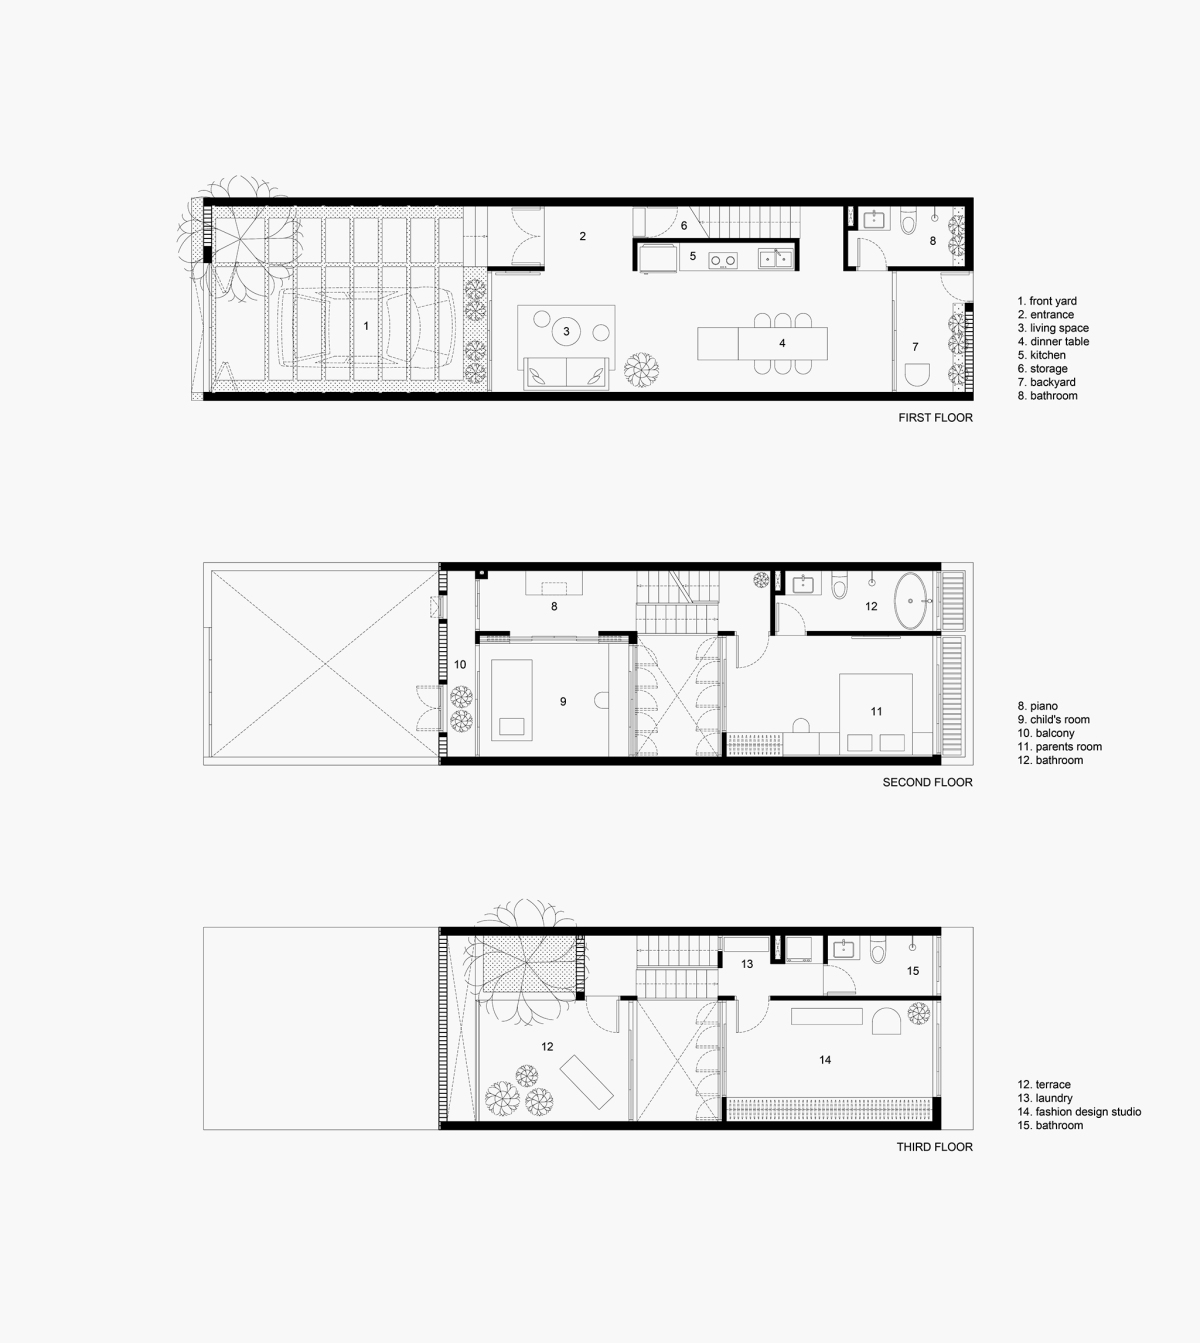 2
6
5
8
1
3
4
7
1. front yard
2. entrance
3. living space
4. dinner table
5. kitchen
6. storage
7. backyard
8. bathroom
FIRST FLOOR
8
12
10
9
11
8. piano
9. child's room
10. balcony
11. parents room
12. bathroom
SECOND FLOOR
13
15
12
14
12. terrace
13. laundry
14. fashion design studio
15. bathroom
THIRD FLOOR